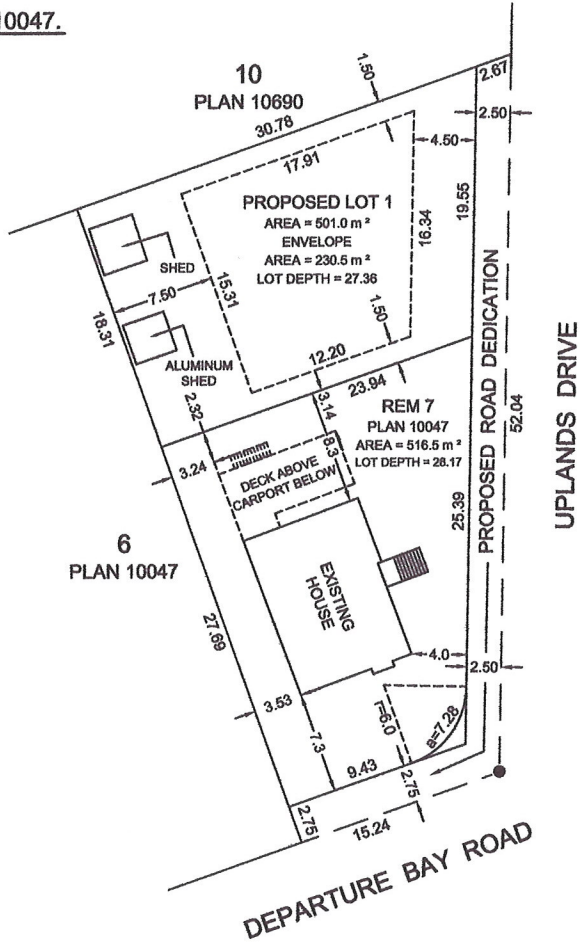 10047.
10
PLAN 10690
1.50
2.67
30.78
2.50
17.91
4.50
PROPOSED LOT 1
AREA = 501.0 m²
ENVELOPE
AREA = 230.5 m²
LOT DEPTH = 27.36
16.34
19.55
SHED
7.50
15.31
18.31
1.50
ALUMINUM
SHED
12.20
23.94
2.32
3.14
REM 7
PLAN 10047
AREA = 516.5 m²
LOT DEPTH = 28.17
PROPOSED ROAD DEDICATION
52.04
UPLANDS DRIVE
3.24
8.3
DECK ABOVE
CARPORT BELOW
25.39
6
PLAN 10047
EXISTING
HOUSE
27.69
4.0
2.50
3.53
r=6.0
a=7.28
7.3
9.43
2.75
2.75
15.24
DEPARTURE BAY ROAD